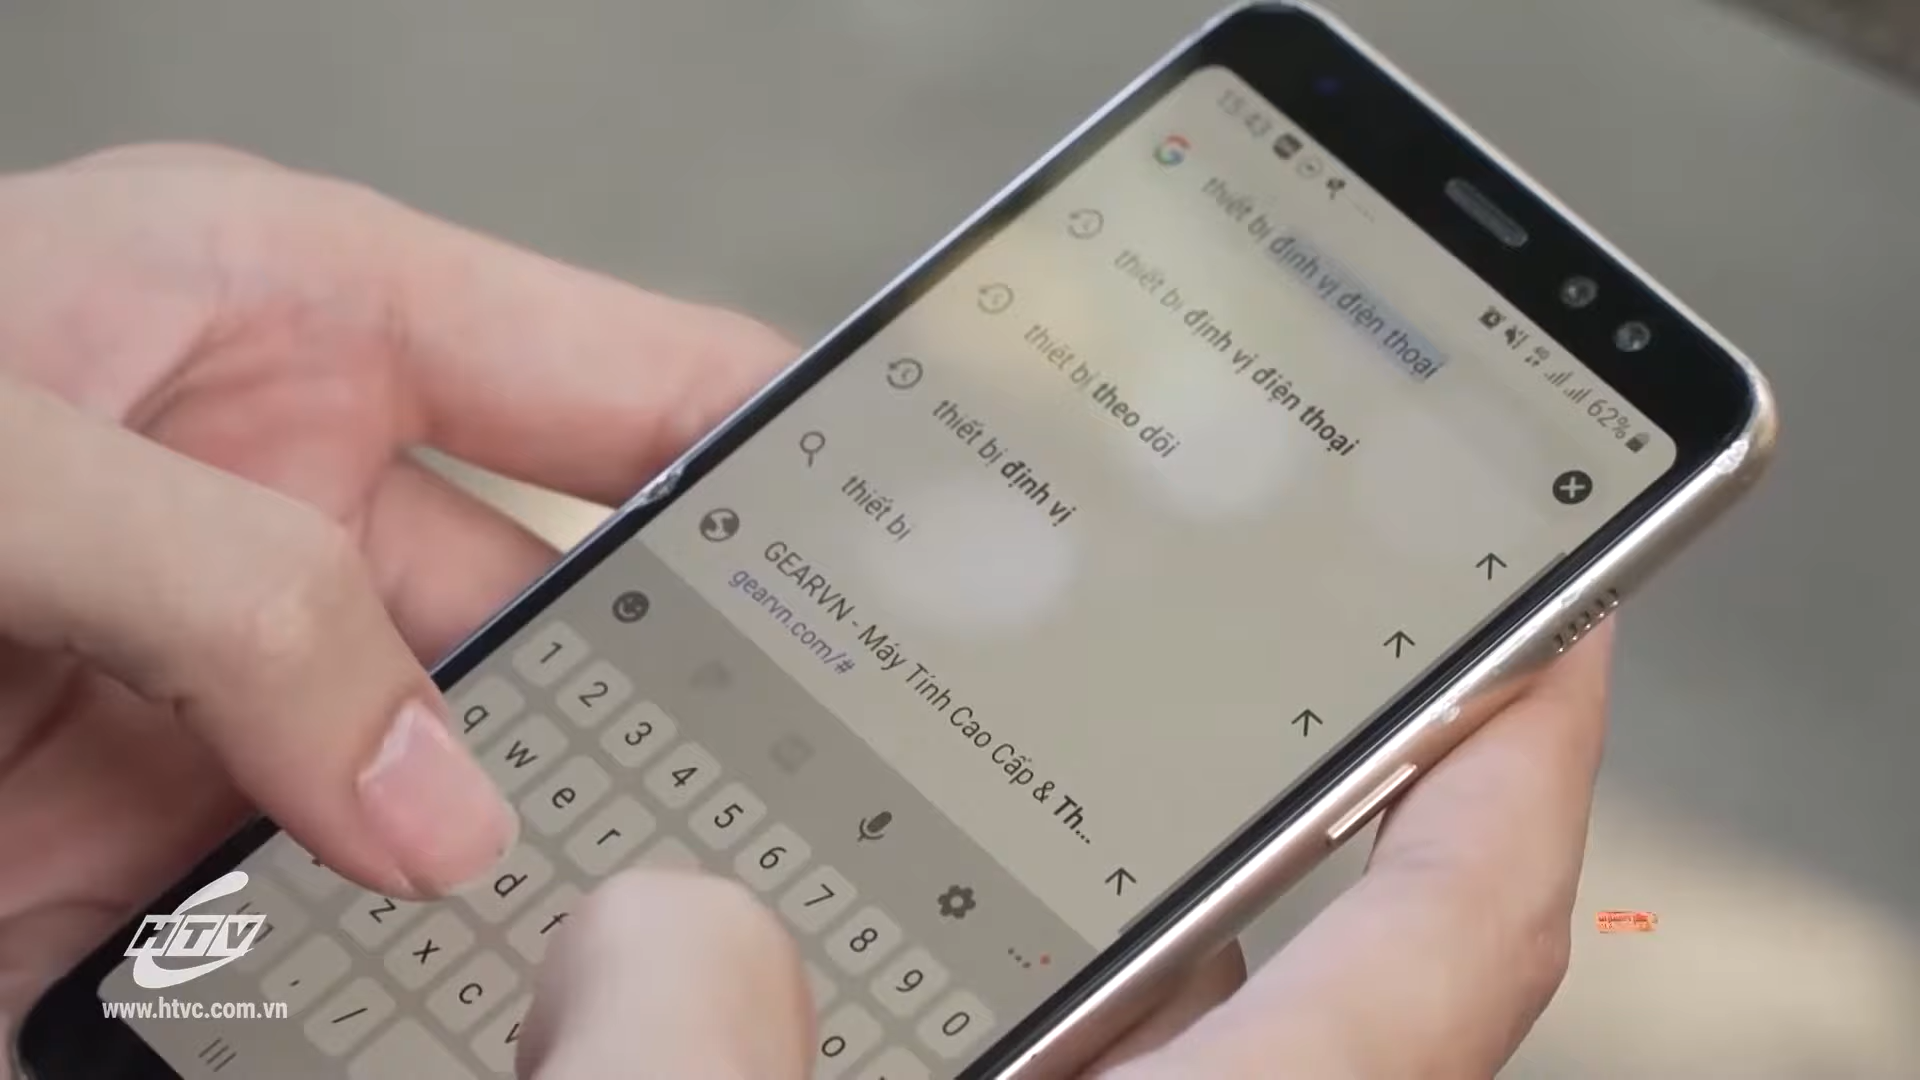 15:43
62%
thiết bị định vị điện thoại
thiết bị định vị điện thoại
thiết bị theo dõi
thiết bị định vị
thiết bị
GEARVN - Máy Tính Cao Cấp & Th...
gearvn.com/#
1 2 3 4 5 6 7 8 9 0
q w e r o
d f
z x c v
, /
HTV
www.htvc.com.vn